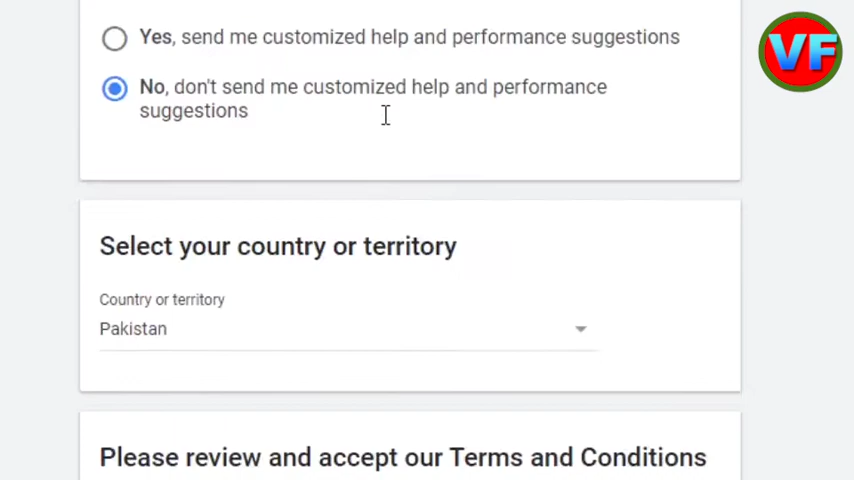 VF
Yes, send me customized help and performance suggestions
No, don't send me customized help and performance
suggestions
Select your country or territory
Country or territory
Pakistan
Please review and accept our Terms and Conditions